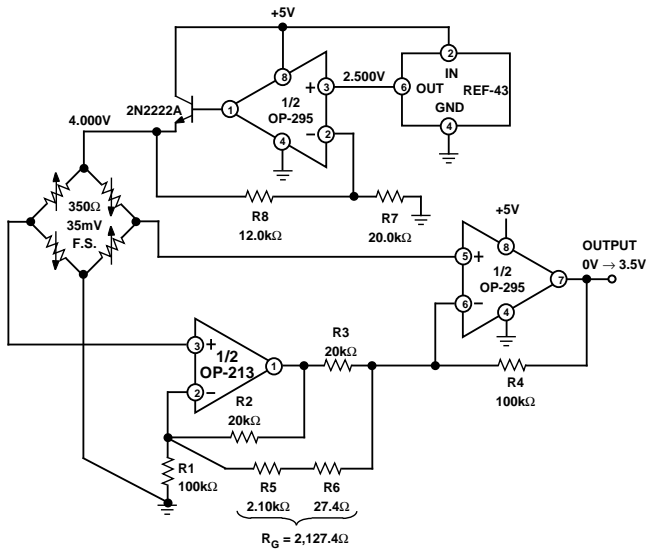 +5V
2
IN
8
+
3
2.500V
6
OUT
REF-43
2N2222A
1
1/2
OP-295
GND
4.000V
4
–
2
4
350Ω
35mV
F.S.
R8
12.0kΩ
R7
20.0kΩ
+5V
8
OUTPUT
0V → 3.5V
5
+
1/2
OP-295
7
6
–
4
R3
20kΩ
3
+
1/2
OP-213
1
2
–
R2
20kΩ
R4
100kΩ
R1
100kΩ
R5
2.10kΩ
R6
27.4Ω
RG = 2,127.4Ω